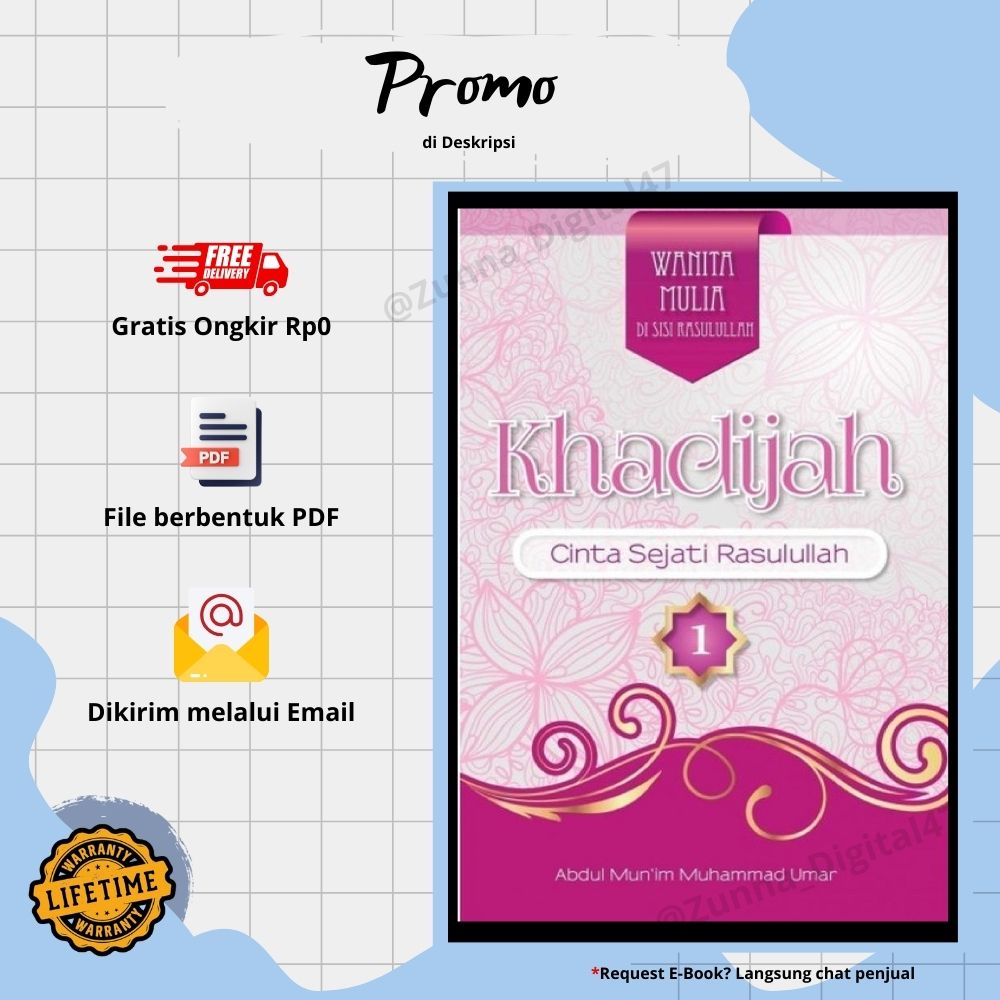 Promo
di Deskripsi
FREE
DELIVERY
Gratis Ongkir Rp0
PDF
File berbentuk PDF
@
Dikirim melalui Email
WARRANTY
LIFETIME
WARRANTY
@Zunna_Digital47
WANITA
MULIA
DI SISI RASULULLAH
Khadijah
Cinta Sejati Rasulullah
1
Abdul Mun'im Muhammad Umar
@Zunna_Digital4
*Request E-Book? Langsung chat penjual